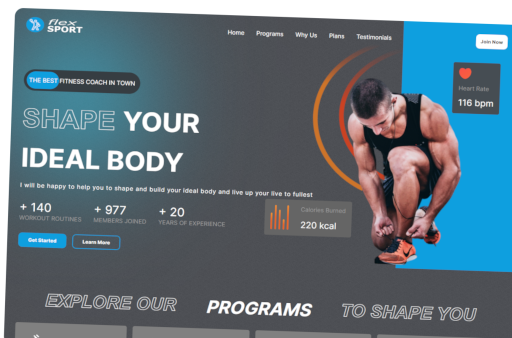 flex
SPORT
Home Programs Why Us Plans Testimonials
Join Now
THE BEST FITNESS COACH IN TOWN
Heart Rate
116 bpm
SHAPE YOUR
IDEAL BODY
I will be happy to help you to shape and build your ideal body and live up your live to fullest
+ 140 + 977 + 20
WORKOUT ROUTINES MEMBERS JOINED YEARS OF EXPERIENCE
Calories Burned
220 kcal
Get Started Learn More
EXPLORE OUR PROGRAMS TO SHAPE YOU